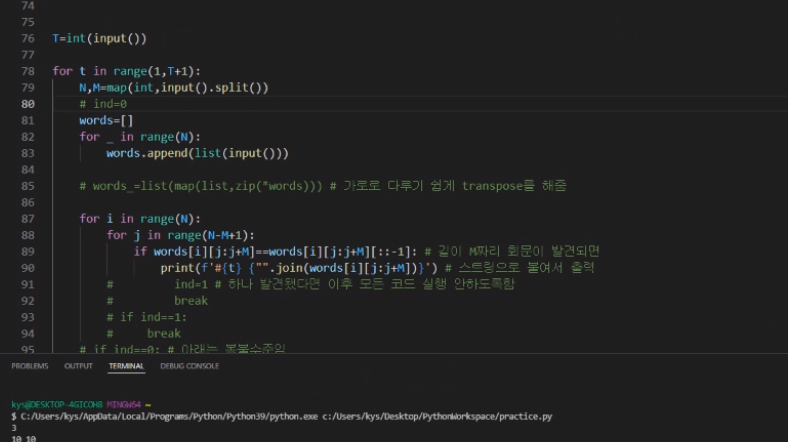 74
75
76 T=int(input())
77
78 for t in range(1,T+1):
79 N,M=map(int,input().split())
80 # ind=0
81 words=[]
82 for _ in range(N):
83 words.append(list(input()))
84
85 # words_=list(map(list,zip(*words))) # 가로로 다루기 쉽게 transpose를 해줌
86
87 for i in range(N):
88 for j in range(N-M+1):
89 if words[i][j:j+M]==words[i][j:j+M][::-1]: # 길이 M짜리 회문이 발견되면
90 print(f'#{t} {"".join(words[i][j:j+M])}') # 스트링으로 붙여서 출력
91 # ind=1 # 하나 발견됐다면 이후 모든 코드 실행 안하도록함
92 # break
93 # if ind==1:
94 # break
95 # if ind==0: # 아래는 복붙수준임
PROBLEMS OUTPUT TERMINAL DEBUG CONSOLE
kys@DESKTOP-4GICOH8 MINGW64 ~
$ C:/Users/kys/AppData/Local/Programs/Python/Python39/python.exe c:/Users/kys/Desktop/PythonWorkspace/practice.py
3
10 10